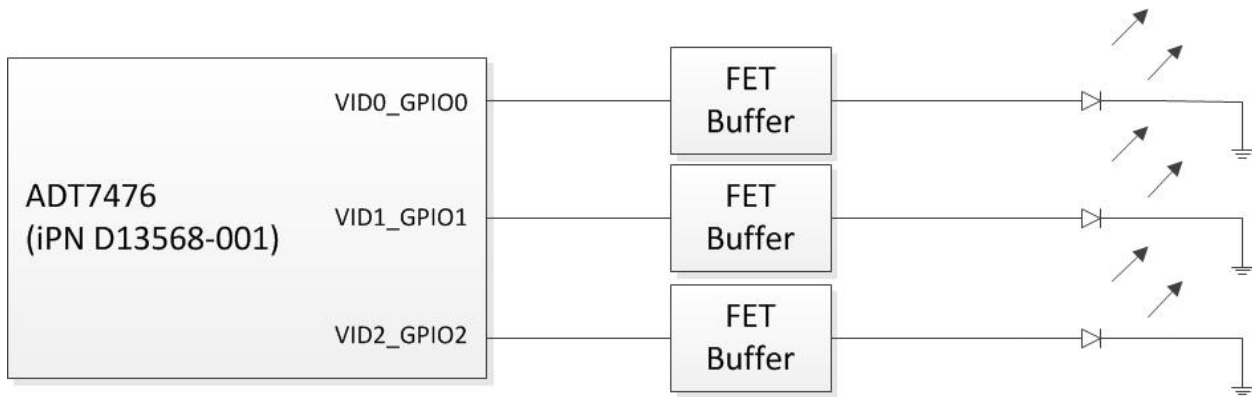 VID0_GPIO0
FET
Buffer
ADT7476
(iPN D13568-001)
VID1_GPIO1
FET
Buffer
VID2_GPIO2
FET
Buffer